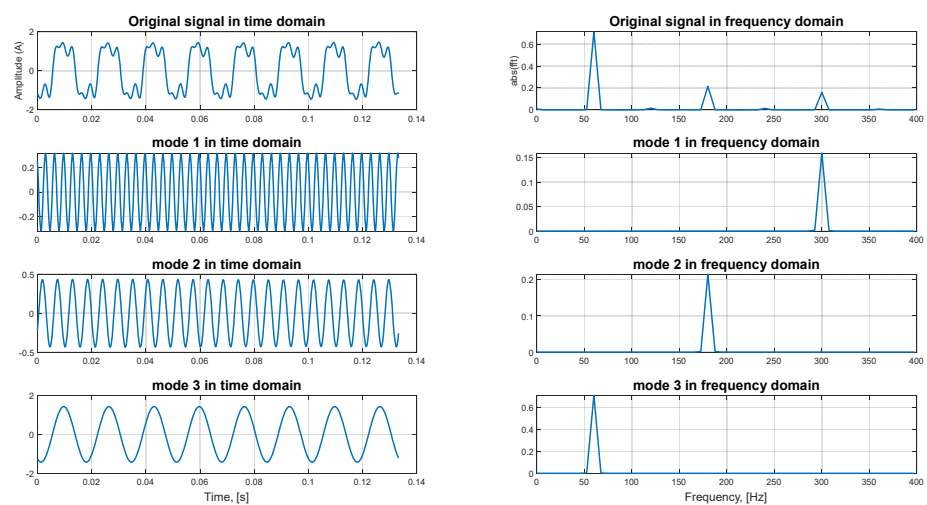 Original signal in time domain
Amplitude (A)
2
0
-2
0 0.02 0.04 0.06 0.08 0.1 0.12 0.14
Original signal in frequency domain
abs(fft)
0.6
0.4
0.2
0
0 50 100 150 200 250 300 350 400
mode 1 in time domain
0.2
0
-0.2
0 0.02 0.04 0.06 0.08 0.1 0.12 0.14
mode 1 in frequency domain
0.15
0.1
0.05
0
0 50 100 150 200 250 300 350 400
mode 2 in time domain
0.5
0
-0.5
0 0.02 0.04 0.06 0.08 0.1 0.12 0.14
mode 2 in frequency domain
0.2
0.1
0
0 50 100 150 200 250 300 350 400
mode 3 in time domain
2
0
-2
0 0.02 0.04 0.06 0.08 0.1 0.12 0.14
Time, [s]
mode 3 in frequency domain
0.6
0.4
0.2
0
0 50 100 150 200 250 300 350 400
Frequency, [Hz]